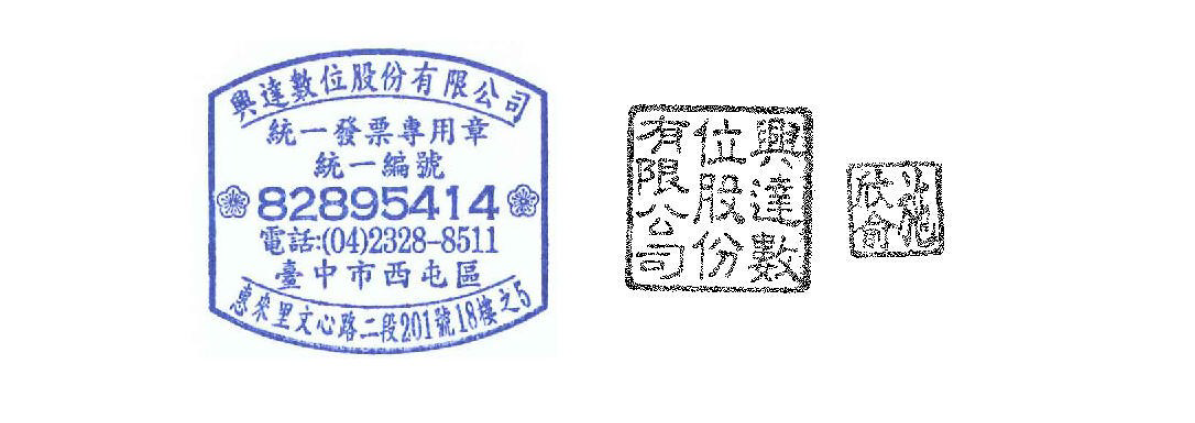 興達數位股份有限公司
統一發票專用章
統一編號
82895414
電話:(04)2328-8511
臺中市西屯區
惠來里文心路二段201號18樓之5
興達數
位股份
有限公司
欣俞